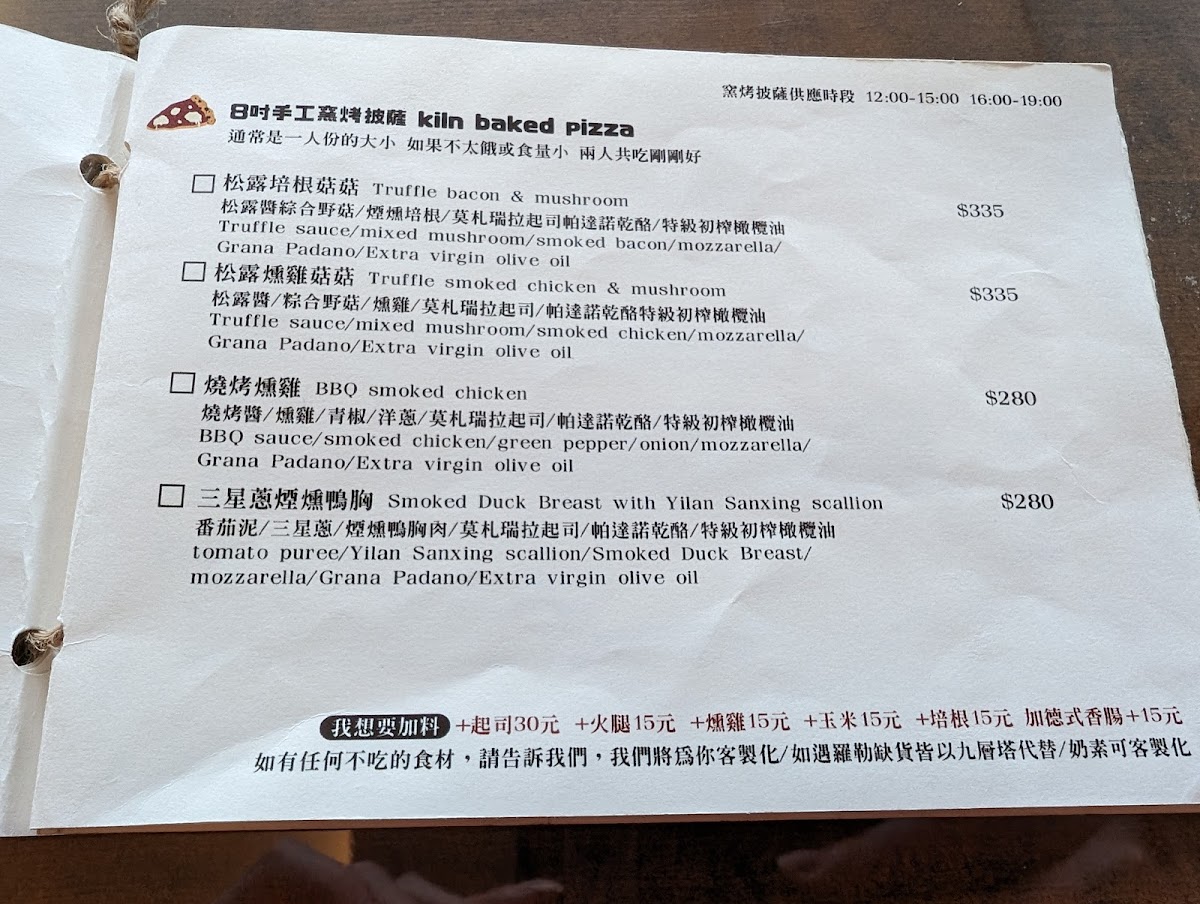 窯烤披薩供應時段 12:00-15:00 16:00-19:00
8吋手工窯烤披薩 kiln baked pizza
通常是一人份的大小 如果不太餓或食量小 兩人共吃剛剛好
松露培根菇菇 Truffle bacon & mushroom $335
松露醬綜合野菇/煙燻培根/莫札瑞拉起司帕達諾乾酪/特級初榨橄欖油
Truffle sauce/mixed mushroom/smoked bacon/mozzarella/
Grana Padano/Extra virgin olive oil
松露燻雞菇菇 Truffle smoked chicken & mushroom $335
松露醬/粽合野菇/燻雞/莫札瑞拉起司/帕達諾乾酪特級初榨橄欖油
Truffle sauce/mixed mushroom/smoked chicken/mozzarella/
Grana Padano/Extra virgin olive oil
燒烤燻雞 BBQ smoked chicken $280
燒烤醬/燻雞/青椒/洋蔥/莫札瑞拉起司/帕達諾乾酪/特級初榨橄欖油
BBQ sauce/smoked chicken/green pepper/onion/mozzarella/
Grana Padano/Extra virgin olive oil
三星蔥煙燻鴨胸 Smoked Duck Breast with Yilan Sanxing scallion $280
番茄泥/三星蔥/煙燻鴨胸肉/莫札瑞拉起司/帕達諾乾酪/特級初榨橄欖油
tomato puree/Yilan Sanxing scallion/Smoked Duck Breast/
mozzarella/Grana Padano/Extra virgin olive oil
我想要加料 +起司30元 +火腿15元 +燻雞15元 +玉米15元 +培根15元 加德式香腸+15元
如有任何不吃的食材，請告訴我們，我們將為你客製化/如遇羅勒缺貨皆以九層塔代替/奶素可客製化